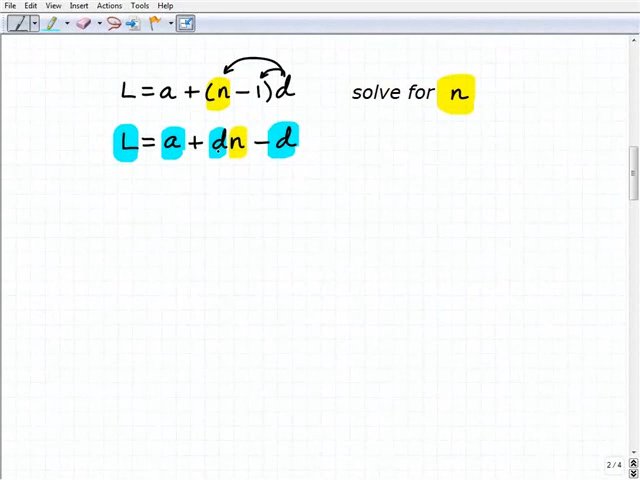 File Edit View Insert Actions Tools Help
L = a + (n - 1)d solve for n
L = a + dn - d
2 / 4